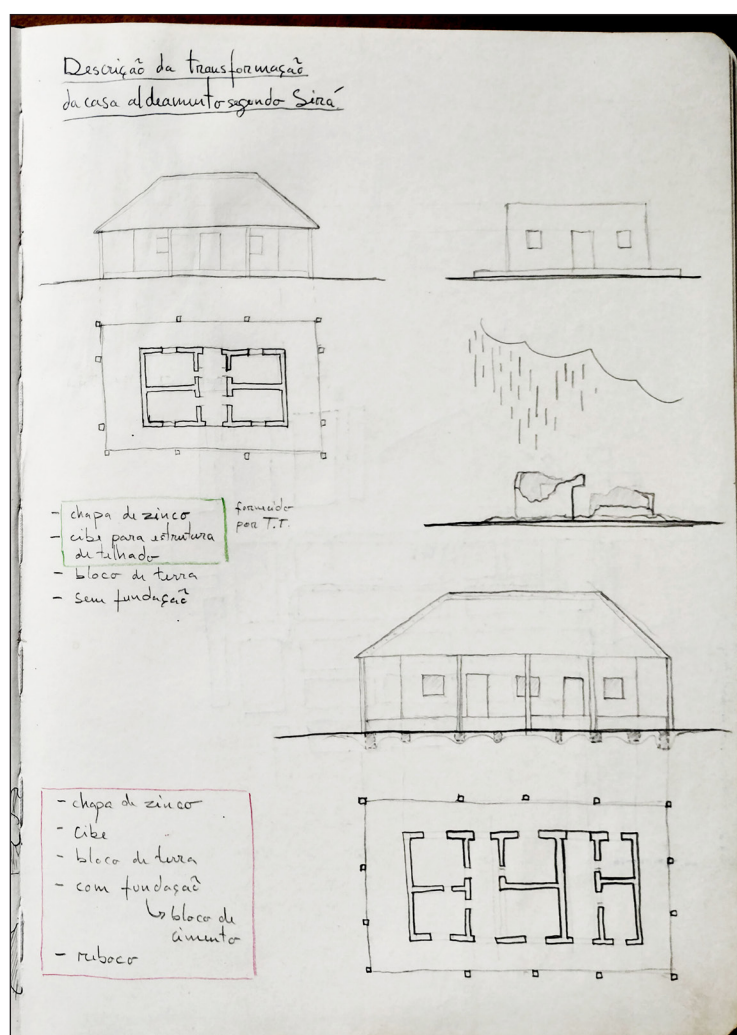 Descrição da transformação
da casa aldeamento segundo Sirá
- chapa de zinco
- cibe para estrutura
de telhado
- bloco de terra
- sem fundação
fornecido
por T.T.
- chapa de zinco
- cibe
- bloco de terra
- com fundação
↳ bloco de
cimento
- reboco